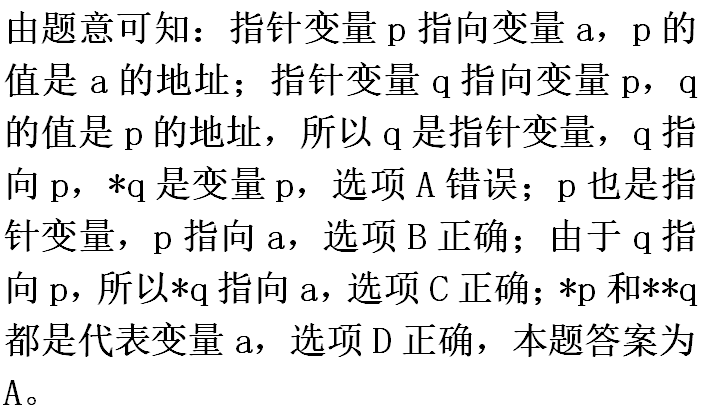 由题意可知：指针变量 p 指向变量 a，p 的
值是 a 的地址；指针变量 q 指向变量 p，q
的值是 p 的地址，所以 q 是指针变量，q 指
向 p，*q 是变量 p，选项 A 错误；p 也是指
针变量，p 指向 a，选项 B 正确；由于 q 指
向 p，所以*q 指向 a，选项 C 正确；*p 和**q
都是代表变量 a，选项 D 正确，本题答案为
A。